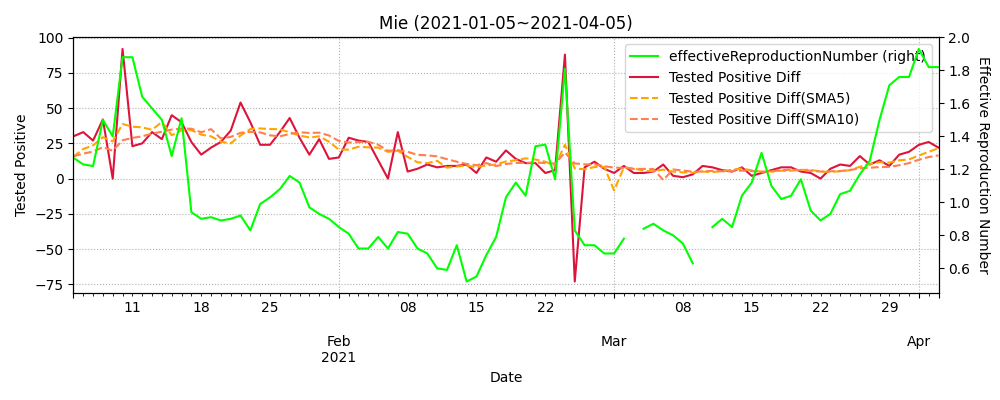 Mie (2021-01-05~2021-04-05)
effectiveReproductionNumber (right)
Tested Positive Diff
Tested Positive Diff(SMA5)
Tested Positive Diff(SMA10)
Tested Positive
100
75
50
25
0
−25
−50
−75
2.0
1.8
1.6
1.4
1.2
1.0
0.8
0.6
Effective Reproduction Number
11 18 25 08 15 22 08 15 22 29
Feb Mar Apr
2021
Date